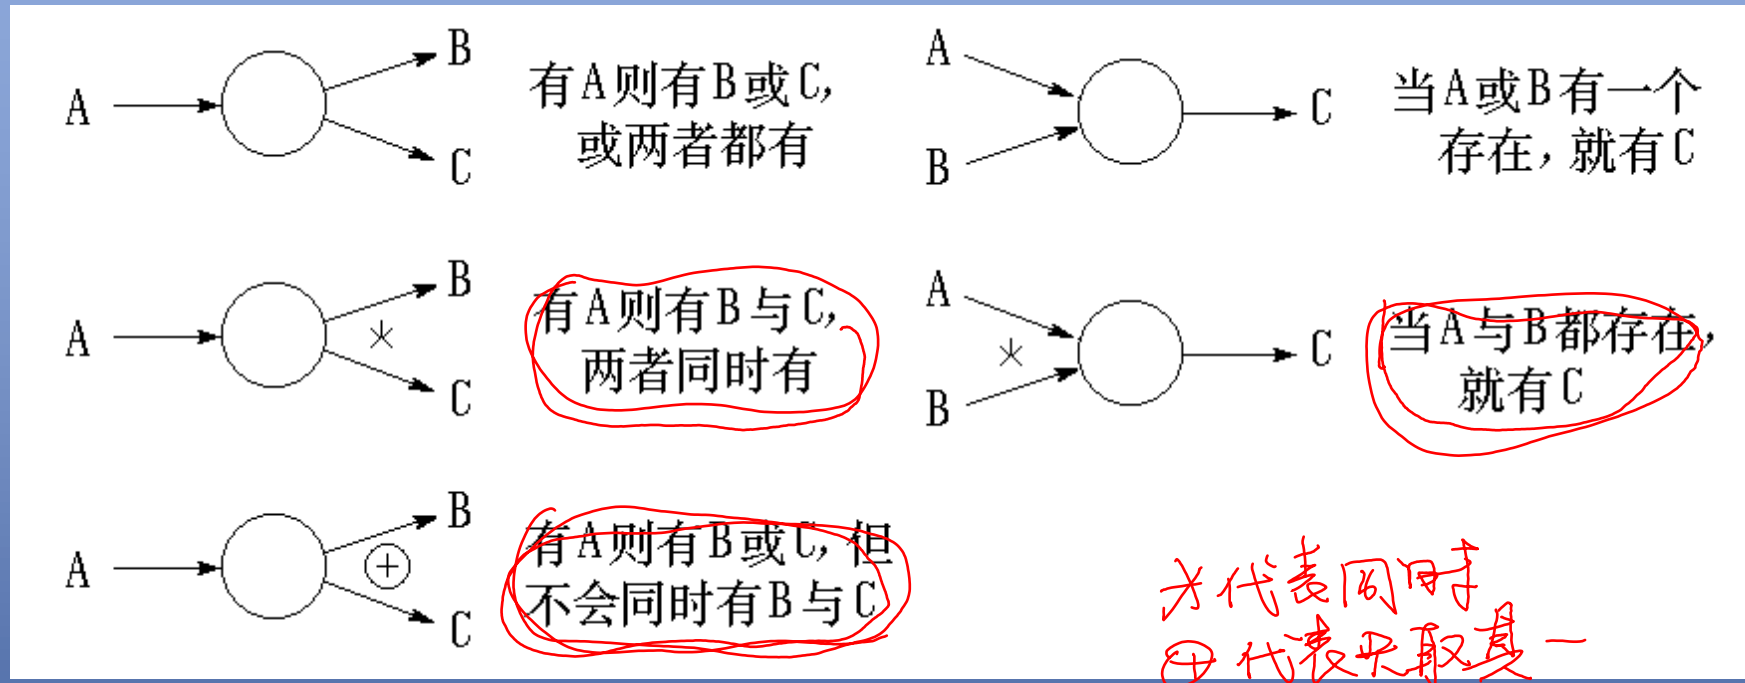 A
B
C
有A则有B或C,
或两者都有
A
B
C
当A或B有一个
存在,就有C
A
B
*
C
有A则有B与C,
两者同时有
A
*
B
C
当A与B都存在,
就有C
A
B
⊕
C
有A则有B或C,但
不会同时有B与C
*代表同时
⊕代表只取其一